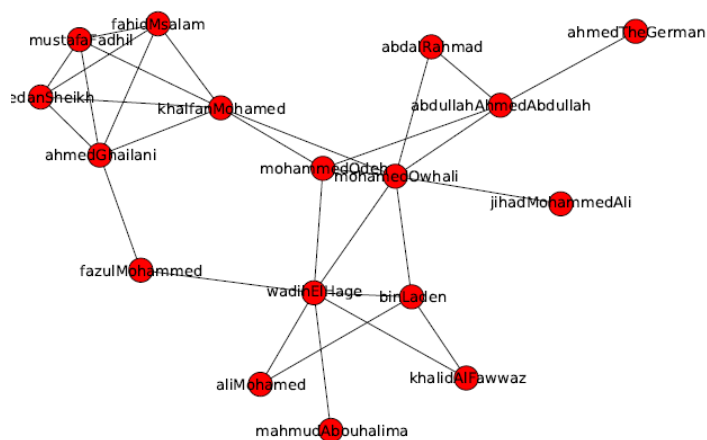 fahidMsalam
mustafaFadhil
ahmedTheGerman
abdalRahmad
edanSheikh
khalfanMohamed
abdullahAhmedAbdullah
ahmedGhailani
mohammedOdeh
mohamedOwhali
jihadMohammedAli
fazulMohammed
wadihElHage
binLaden
aliMohamed
khalidAlFawwaz
mahmudAbouhalima